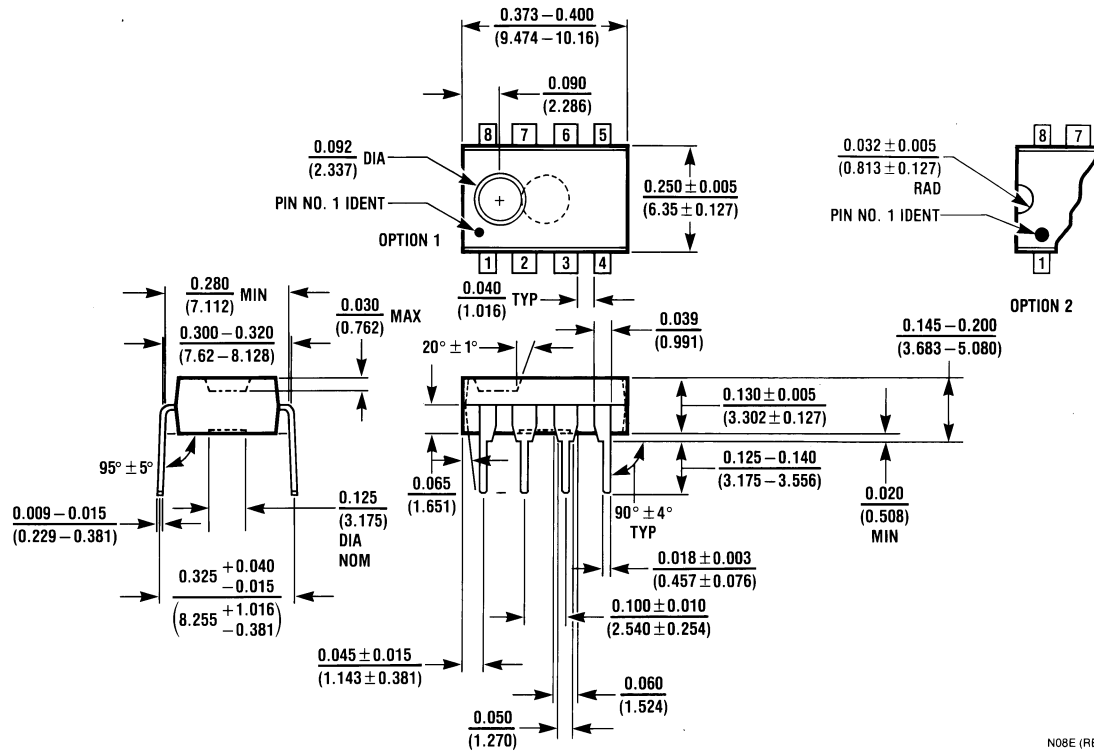 0.373 – 0.400
(9.474 – 10.16)
0.090
(2.286)
8 7 6 5
0.092 DIA
(2.337)
PIN NO. 1 IDENT
OPTION 1
+
0.250 ± 0.005
(6.35 ± 0.127)
1 2 3 4
0.032 ± 0.005
(0.813 ± 0.127)
RAD
PIN NO. 1 IDENT
8 7
1
OPTION 2
0.280 MIN
(7.112)
0.030 MAX
(0.762)
0.300 – 0.320
(7.62 – 8.128)
0.040 TYP
(1.016)
0.039
(0.991)
0.145 – 0.200
(3.683 – 5.080)
20° ± 1°
0.130 ± 0.005
(3.302 ± 0.127)
95° ± 5°
0.065
(1.651)
0.125 – 0.140
(3.175 – 3.556)
0.020
(0.508)
MIN
90° ± 4°
TYP
0.009 – 0.015
(0.229 – 0.381)
0.125
(3.175)
DIA
NOM
0.018 ± 0.003
(0.457 ± 0.076)
0.325 +0.040
–0.015
(8.255 +1.016
–0.381)
0.100 ± 0.010
(2.540 ± 0.254)
0.045 ± 0.015
(1.143 ± 0.381)
0.060
(1.524)
0.050
(1.270)
N08E